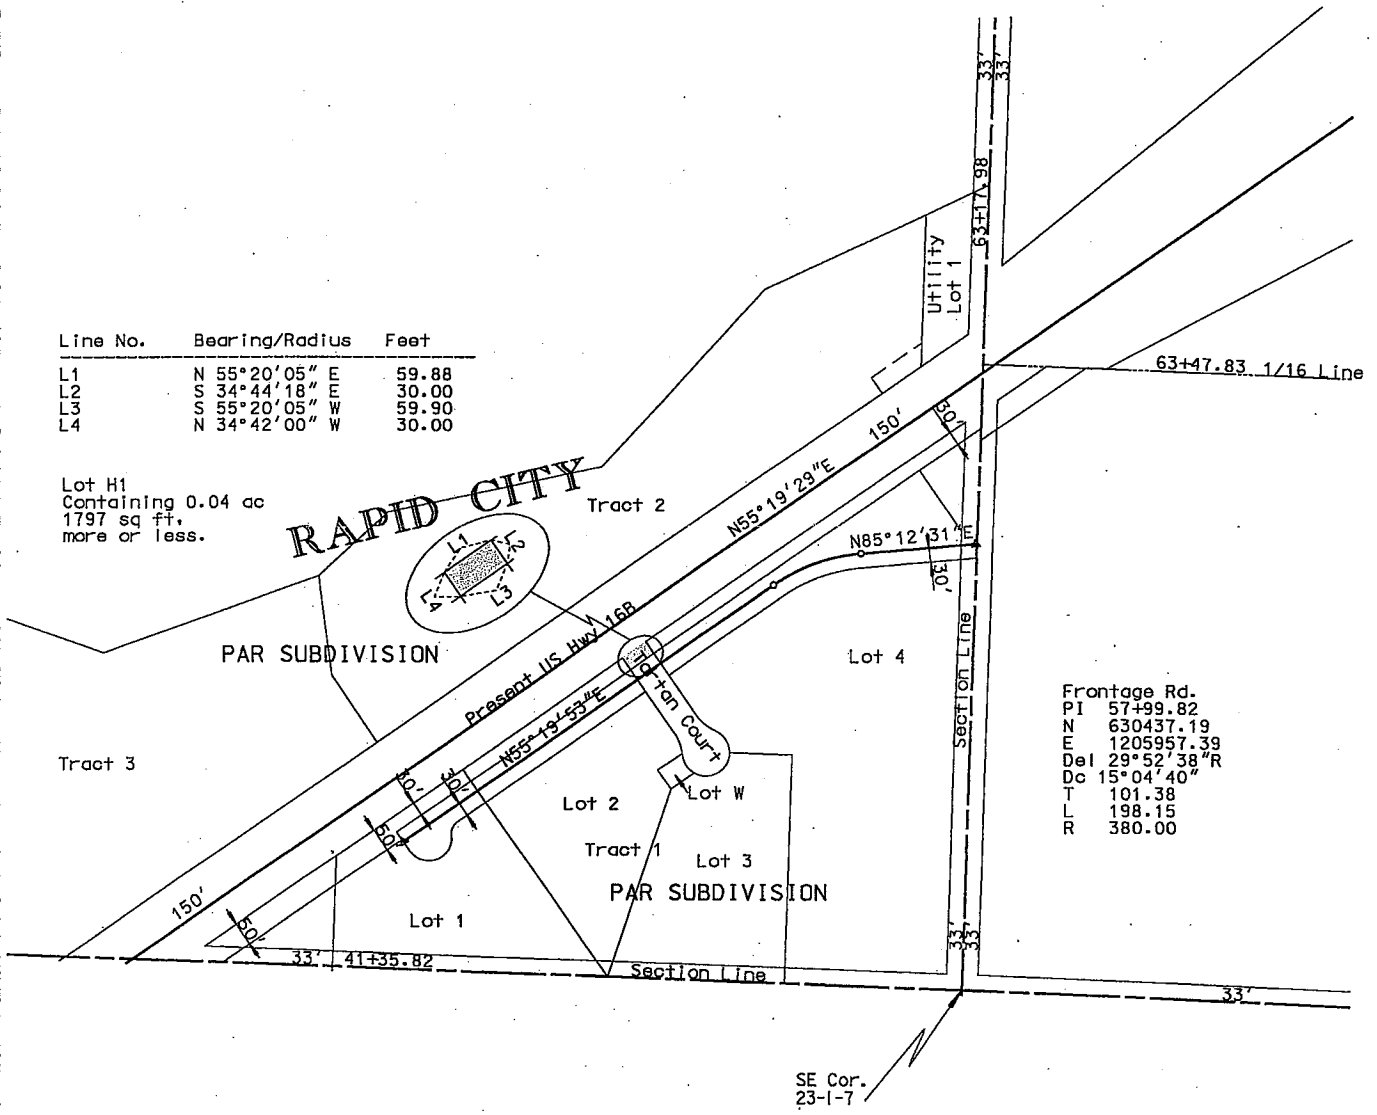 33' 33'
63+17.98
Utility
Lot 1
Line No. Bearing/Radius Feet
L1 N 55°20'05" E 59.88
L2 S 34°44'18" E 30.00
L3 S 55°20'05" W 59.90
L4 N 34°42'00" W 30.00
63+47.83 1/16 Line
150'
30'
Lot H1
Containing 0.04 ac
1797 sq ft.
more or less.
RAPID CITY
Tract 2
N55°19'29"E
L1
L2
L3
L4
N85°12'31"E
30'
Present US Hwy 16B
PAR SUBDIVISION
Tartan Court
Lot 4
Section Line
N55°19'53"E
Tract 3
Frontage Rd.
PI 57+99.82
N 630437.19
E 1205957.39
Del 29°52'38"R
Dc 15°04'40"
T 101.38
L 198.15
R 380.00
30'
30'
50'
Lot 2
Lot W
Tract 1
Lot 3
PAR SUBDIVISION
150'
50'
Lot 1
33' 33'
33' 41+35.82
Section Line
33'
SE Cor.
23-1-7